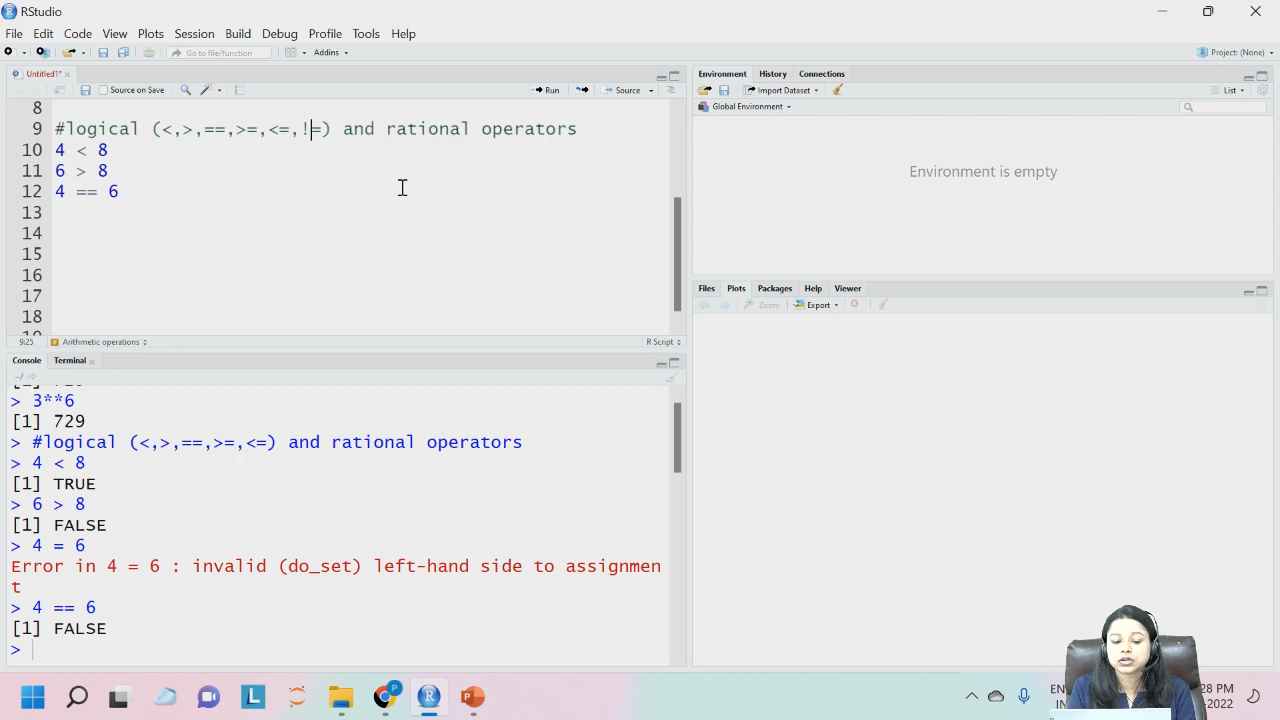 RStudio
File Edit Code View Plots Session Build Debug Profile Tools Help
Go to file/function Addins Project: (None)
Untitled1*
Source on Save Run Source
8
9 #logical (<,>,==,>=,<=,!=) and rational operators
10 4 < 8
11 6 > 8
12 4 == 6
13
14
15
16
17
18
9:25 Arithmetic operations R Script
Console Terminal
~/
> 3**6
[1] 729
> #logical (<,>,==,>=,<=) and rational operators
> 4 < 8
[1] TRUE
> 6 > 8
[1] FALSE
> 4 = 6
Error in 4 = 6 : invalid (do_set) left-hand side to assignmen
t
> 4 == 6
[1] FALSE
>
Environment History Connections
Import Dataset List
Global Environment
Environment is empty
Files Plots Packages Help Viewer
Zoom Export
L P R P
EN
IN
:28 PM
2022